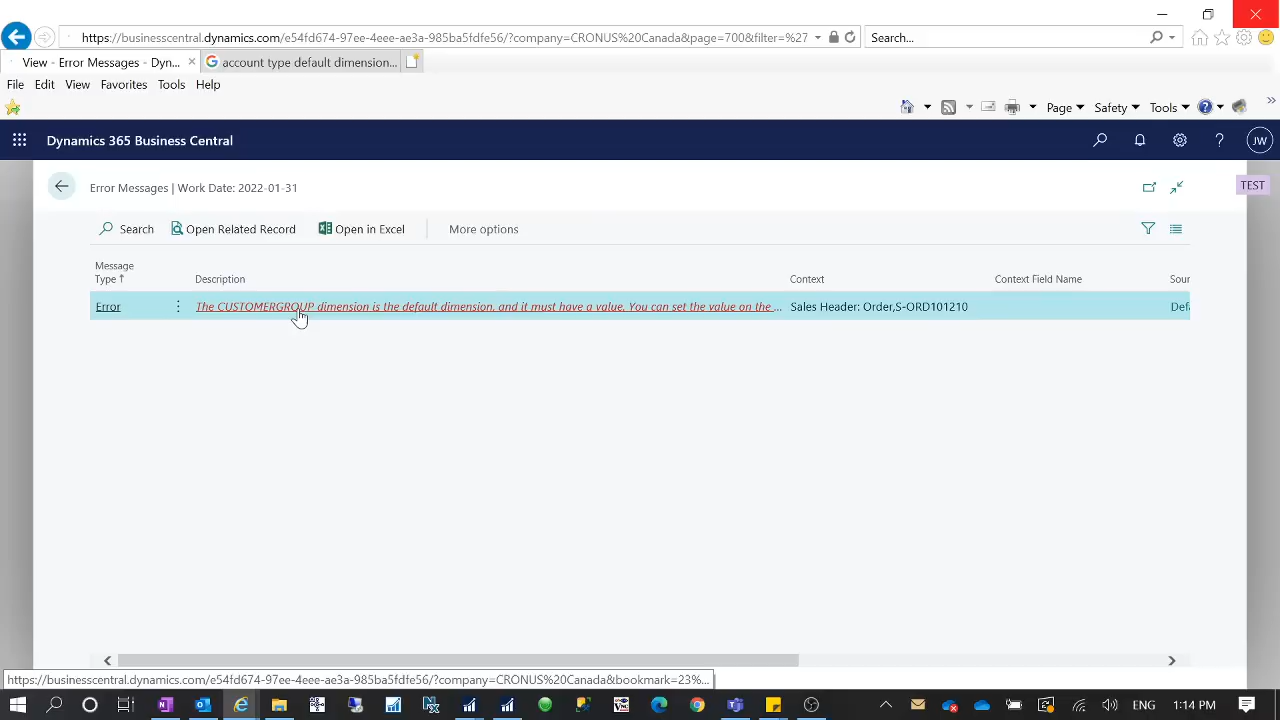 https://businesscentral.dynamics.com/e54fd674-97ee-4eee-ae3a-985ba5fdfe56/?company=CRONUS%20Canada&page=700&filter=%27
Search...
View - Error Messages - Dyn...
account type default dimension...
File Edit View Favorites Tools Help
Page Safety Tools
Dynamics 365 Business Central
JW
Error Messages | Work Date: 2022-01-31
TEST
Search Open Related Record Open in Excel More options
Message
Type ↑ Description Context Context Field Name Sour
Error The CUSTOMERGROUP dimension is the default dimension, and it must have a value. You can set the value on the ... Sales Header: Order,S-ORD101210 Defa
https://businesscentral.dynamics.com/e54fd674-97ee-4eee-ae3a-985ba5fdfe56/?company=CRONUS%20Canada&bookmark=23%...
ENG 1:14 PM